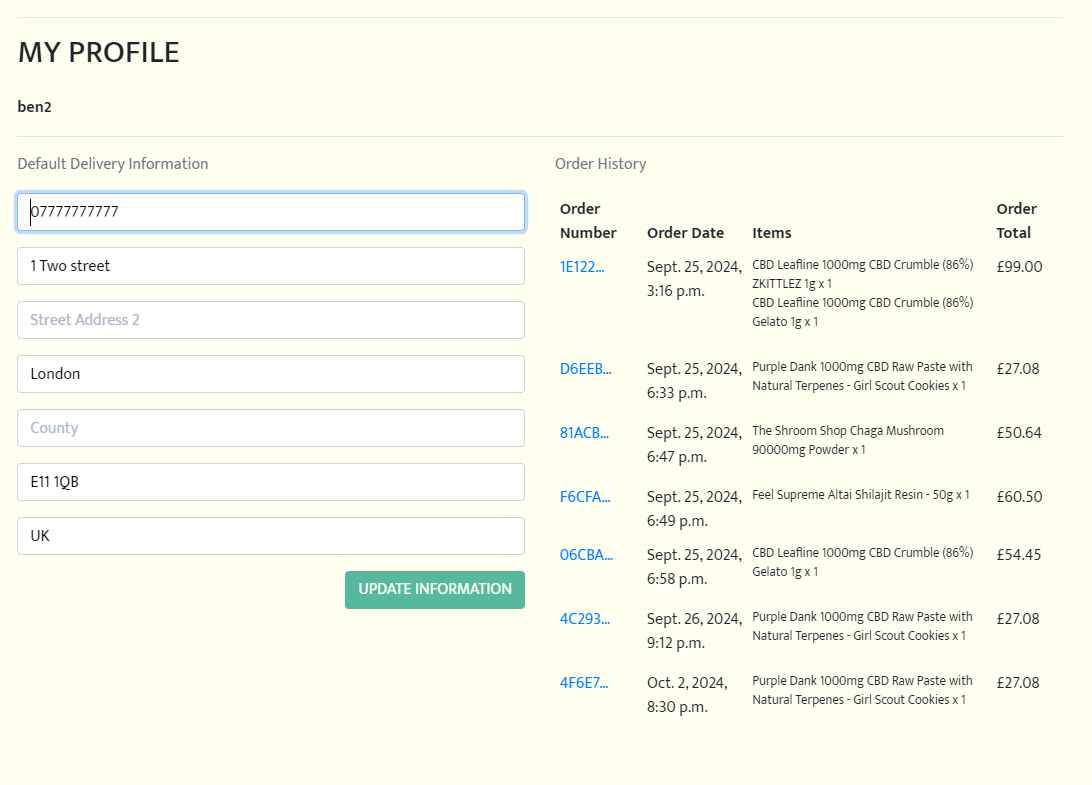 MY PROFILE
ben2
Default Delivery Information
07777777777
1 Two street
Street Address 2
London
County
E11 1QB
UK
UPDATE INFORMATION
Order History
Order Number Order Date Items Order Total
1E122... Sept. 25, 2024, 3:16 p.m. CBD Leafline 1000mg CBD Crumble (86%) ZKITTLEZ 1g x 1 CBD Leafline 1000mg CBD Crumble (86%) Gelato 1g x 1 £99.00
D6EEB... Sept. 25, 2024, 6:33 p.m. Purple Dank 1000mg CBD Raw Paste with Natural Terpenes - Girl Scout Cookies x 1 £27.08
81ACB... Sept. 25, 2024, 6:47 p.m. The Shroom Shop Chaga Mushroom 90000mg Powder x 1 £50.64
F6CFA... Sept. 25, 2024, 6:49 p.m. Feel Supreme Altai Shilajit Resin - 50g x 1 £60.50
06CBA... Sept. 25, 2024, 6:58 p.m. CBD Leafline 1000mg CBD Crumble (86%) Gelato 1g x 1 £54.45
4C293... Sept. 26, 2024, 9:12 p.m. Purple Dank 1000mg CBD Raw Paste with Natural Terpenes - Girl Scout Cookies x 1 £27.08
4F6E7... Oct. 2, 2024, 8:30 p.m. Purple Dank 1000mg CBD Raw Paste with Natural Terpenes - Girl Scout Cookies x 1 £27.08